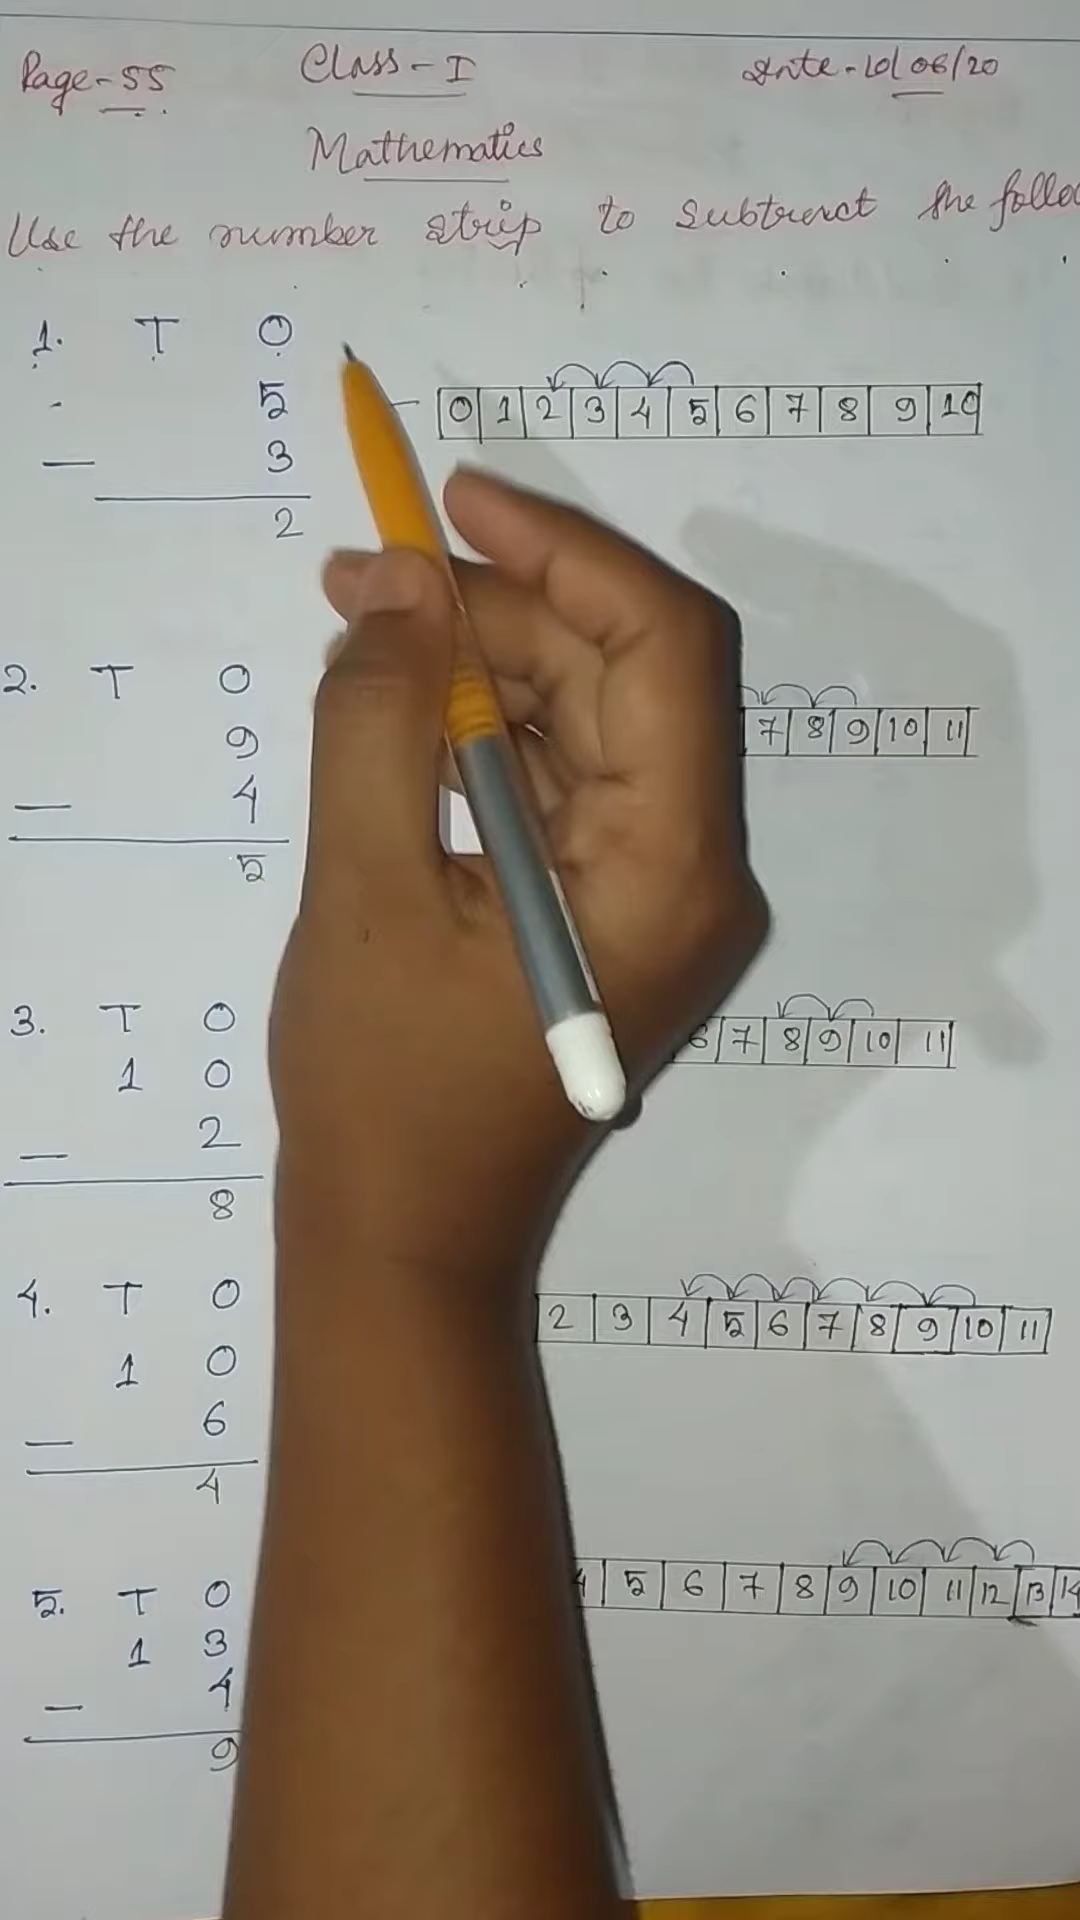 Page-55 Class-I Date-10/06/20
Mathematics
Use the number strip to subtract the
1. T O
5 0 1 2 3 4 5 6 7 8 9 10
- 3
2
2. T O
9 7 8 9 10 11
- 4
5
3. T O
1 0 6 7 8 9 10 11
- 2
8
4. T O
1 0 2 3 4 5 6 7 8 9 10 11
- 6
4
5. T O 4 5 6 7 8 9 10 11 12 13 14
1 3
- 4
9